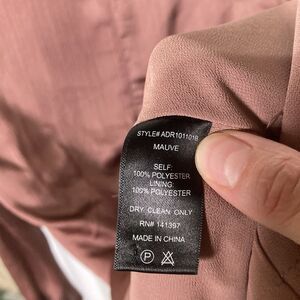 STYLE# ADR1011018
MAUVE
SELF:
100% POLYESTER
LINING:
100% POLYESTER
DRY CLEAN ONLY
RN# 141397
MADE IN CHINA
P